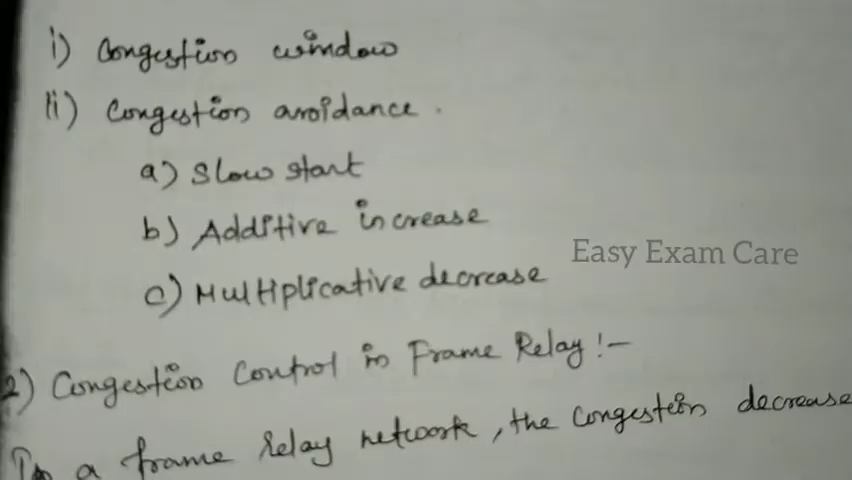 i) Congestion window
ii) Congestion avoidance.
a) Slow start
b) Additive increase
Easy Exam Care
c) Multiplicative decrease
2) Congestion Control in Frame Relay :-
In a frame relay network, the congestion decrease